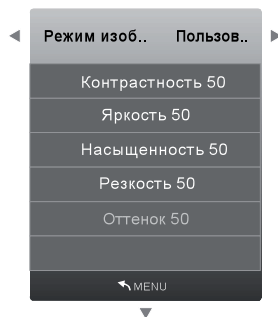 Режим изоб.. Пользов..
Контрастность 50
Яркость 50
Насыщенность 50
Резкость 50
Оттенок 50
MENU